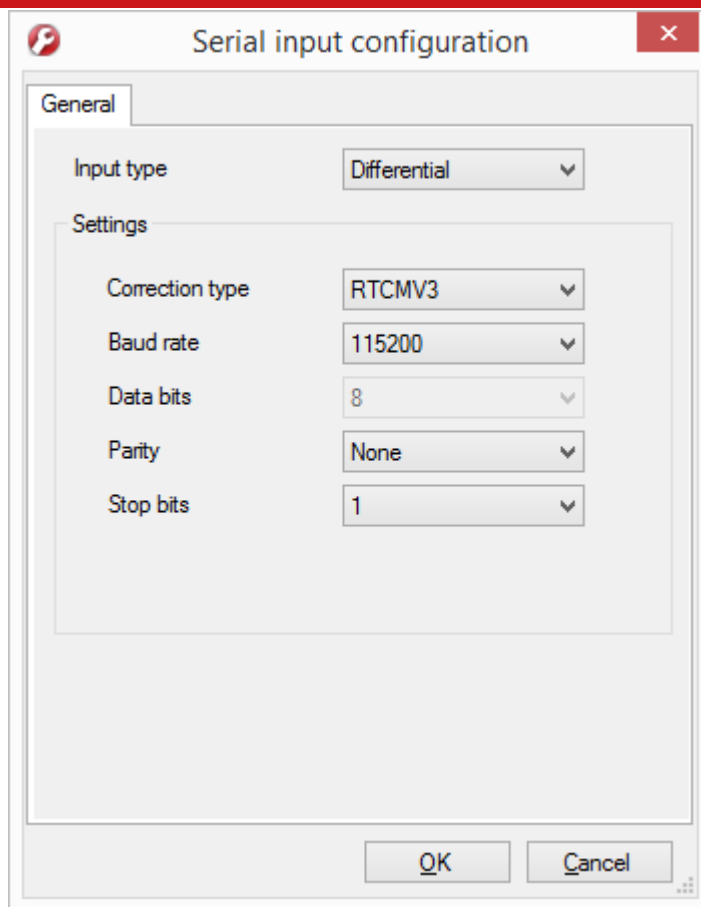 Serial input configuration
General
Input type Differential
Settings
Correction type RTCMV3
Baud rate 115200
Data bits 8
Parity None
Stop bits 1
OK Cancel